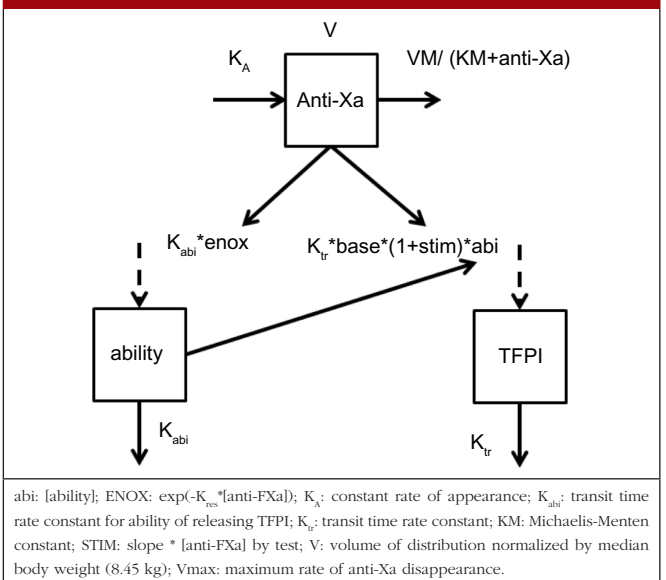 V
K_A
VM/ (KM+anti-Xa)
Anti-Xa
K_abi*enox
K_tr*base*(1+stim)*abi
ability
TFPI
K_abi
K_tr
abi: [ability]; ENOX: exp(-K_res*[anti-FXa]); K_A: constant rate of appearance; K_abi: transit time
rate constant for ability of releasing TFPI; K_tr: transit time rate constant; KM: Michaelis-Menten
constant; STIM: slope * [anti-FXa] by test; V: volume of distribution normalized by median
body weight (8.45 kg); Vmax: maximum rate of anti-Xa disappearance.